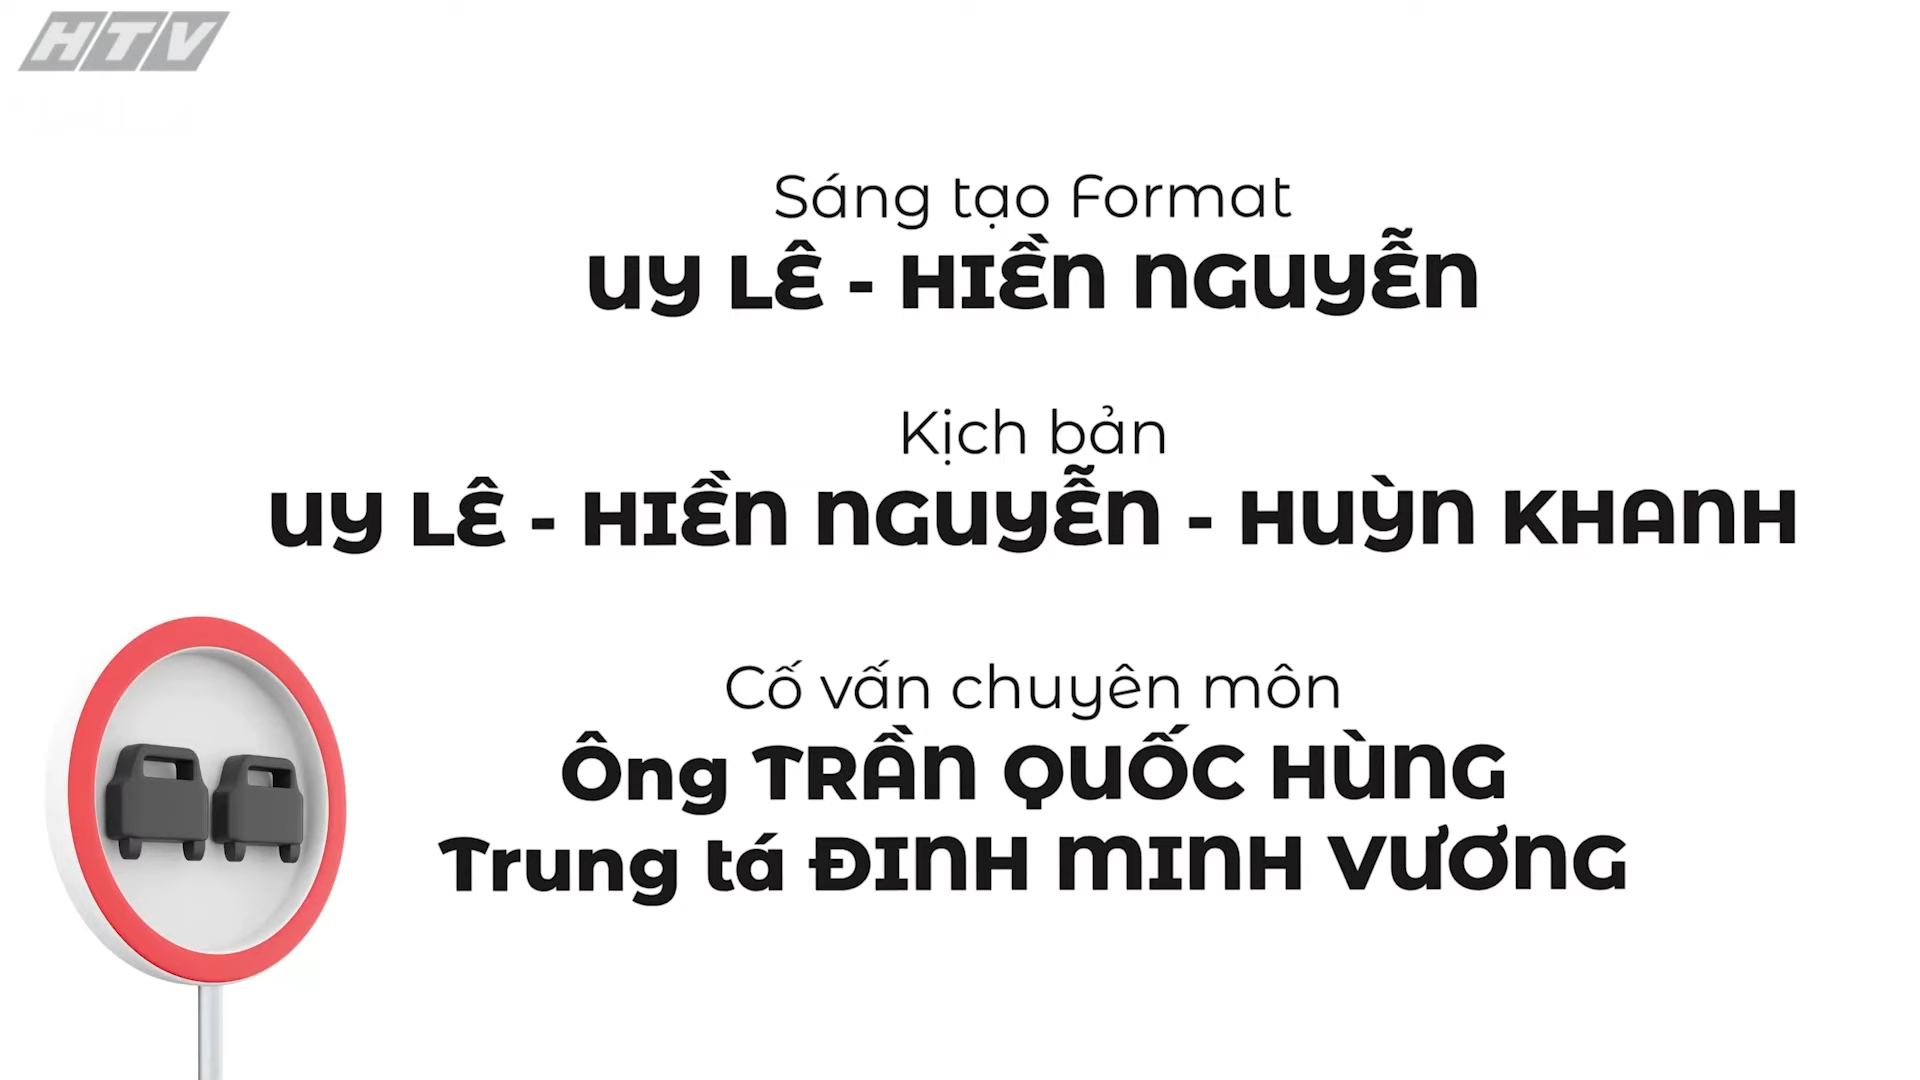 HTV
Sáng tạo Format
UY LÊ - HIỀN NGUYỄN
Kịch bản
UY LÊ - HIỀN NGUYỄN - HUỲN KHANH
Cố vấn chuyên môn
Ông TRẦN QUỐC HÙNG
Trung tá ĐINH MINH VƯƠNG